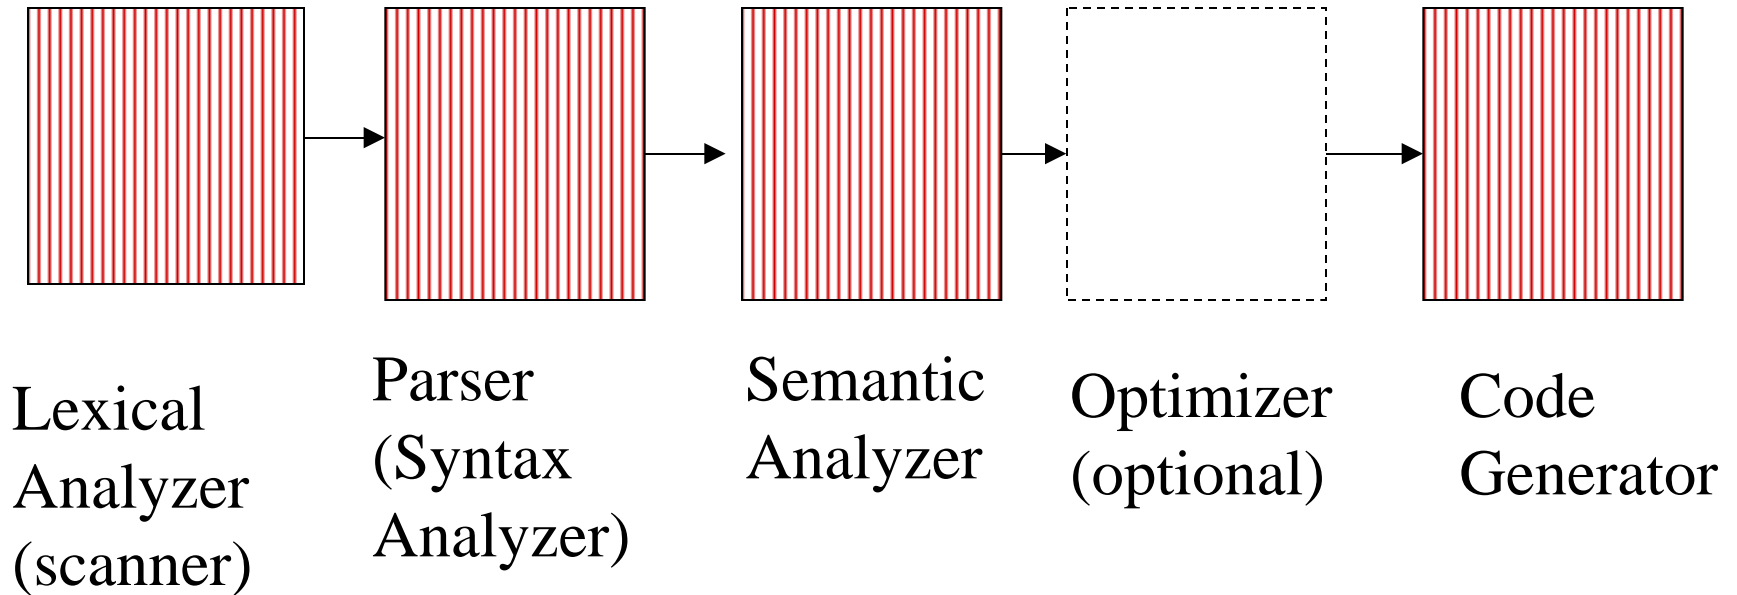 Lexical
Analyzer
(scanner)
Parser
(Syntax
Analyzer)
Semantic
Analyzer
Optimizer
(optional)
Code
Generator